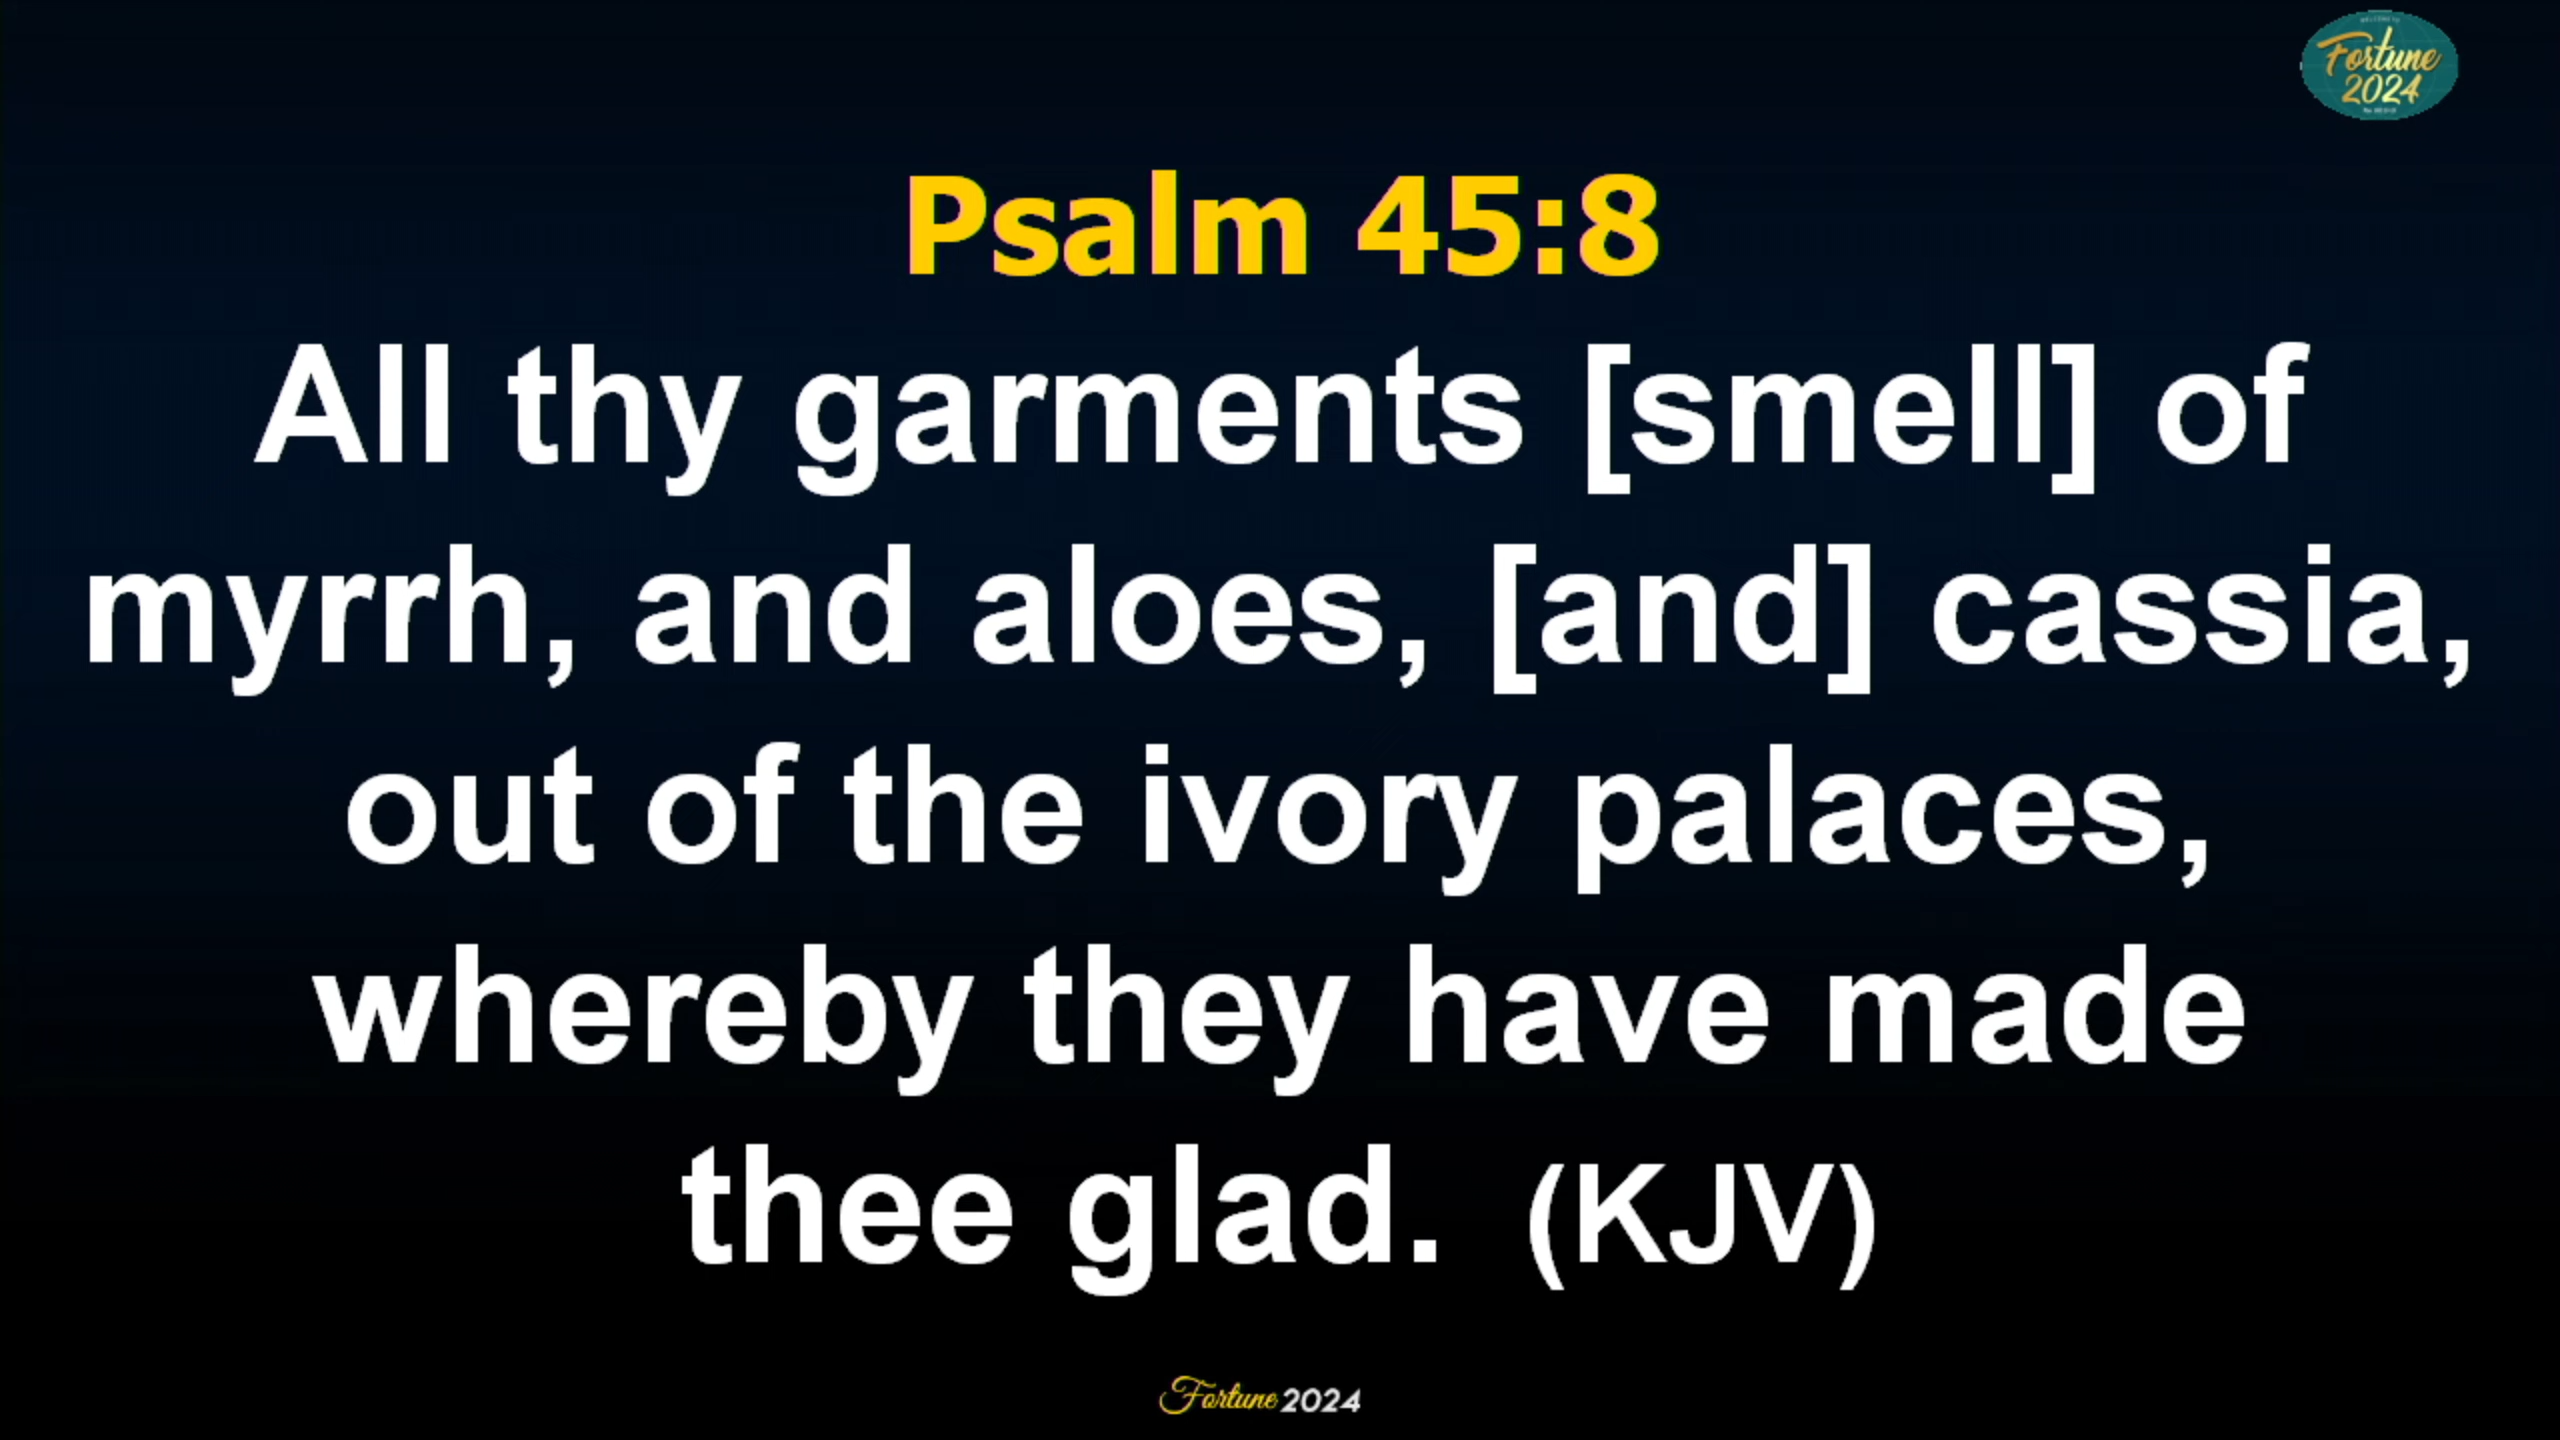 Fortune
2024
Psalm 45:8
All thy garments [smell] of
myrrh, and aloes, [and] cassia,
out of the ivory palaces,
whereby they have made
thee glad. (KJV)
Fortune 2024